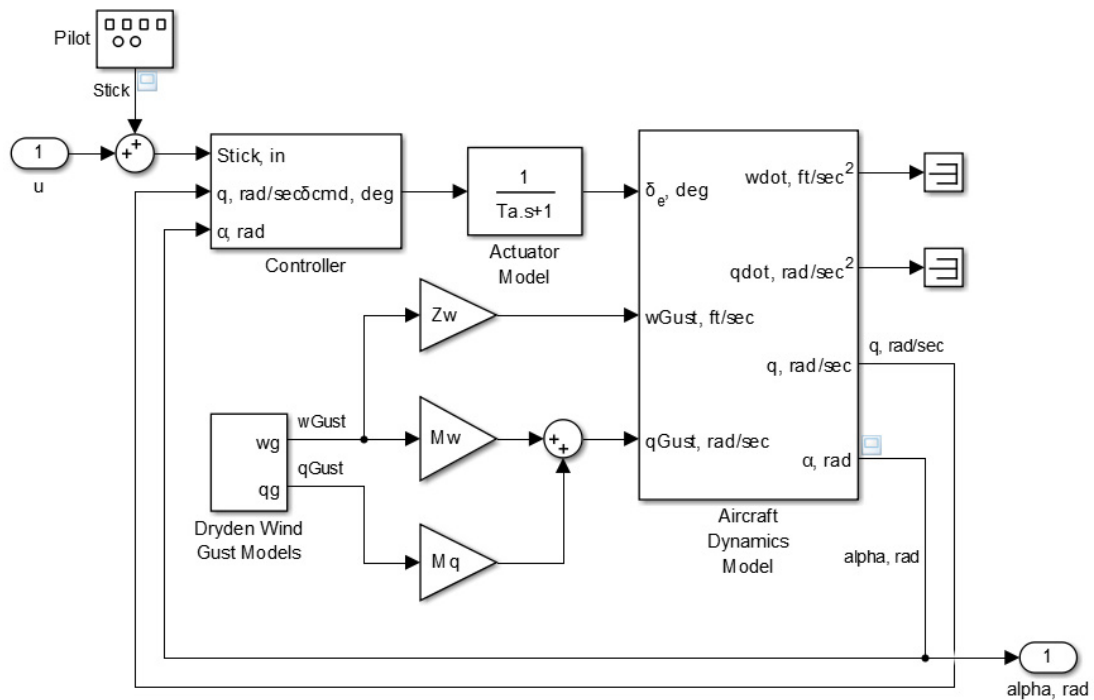 Pilot
Stick
1
u
Stick, in
q, rad/secδcmd, deg
α, rad
Controller
1
Ta.s+1
Actuator
Model
Zw
wg
qg
Dryden Wind
Gust Models
wGust
qGust
Mw
Mq
δe, deg
wGust, ft/sec
qGust, rad/sec
wdot, ft/sec2
qdot, rad/sec2
q, rad/sec
α, rad
Aircraft
Dynamics
Model
q, rad/sec
alpha, rad
1
alpha, rad